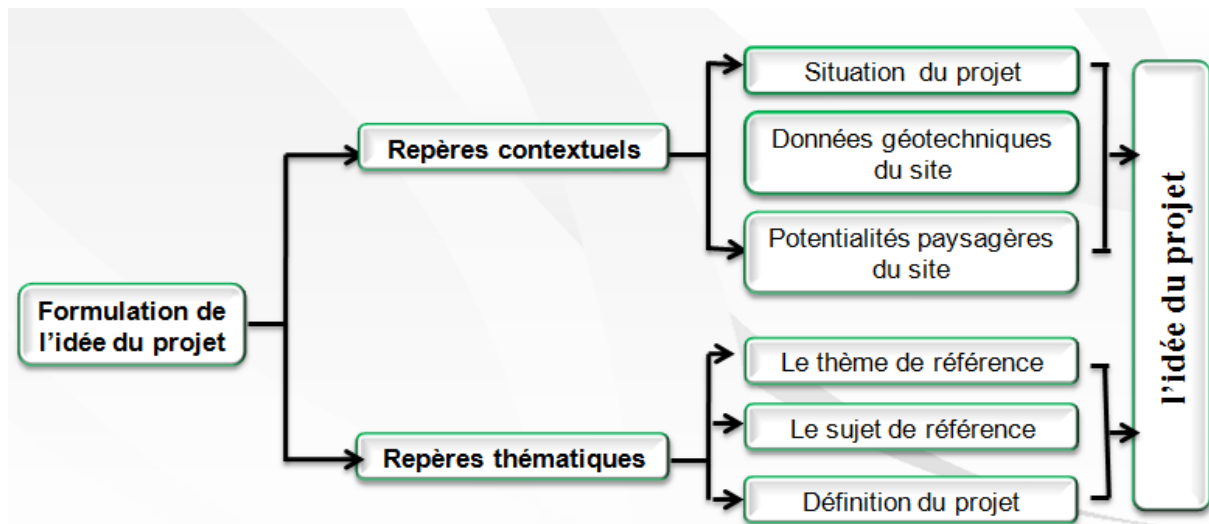 Formulation de
l'idée du projet
Repères contextuels
Situation du projet
Données géotechniques
du site
Potentialités paysagères
du site
Repères thématiques
Le thème de référence
Le sujet de référence
Définition du projet
l'idée du projet